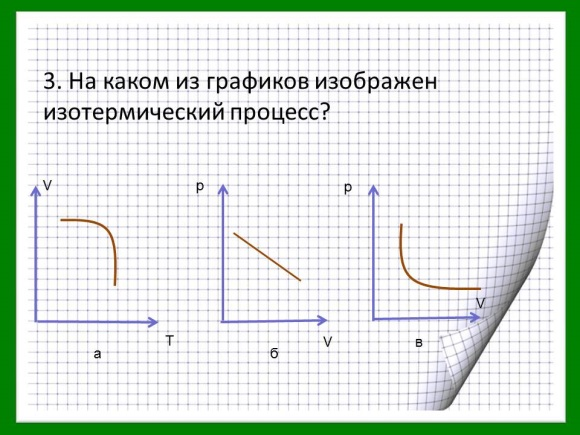 3. На каком из графиков изображен
изотермический процесс?
V
p
p
T
V
V
а
б
в